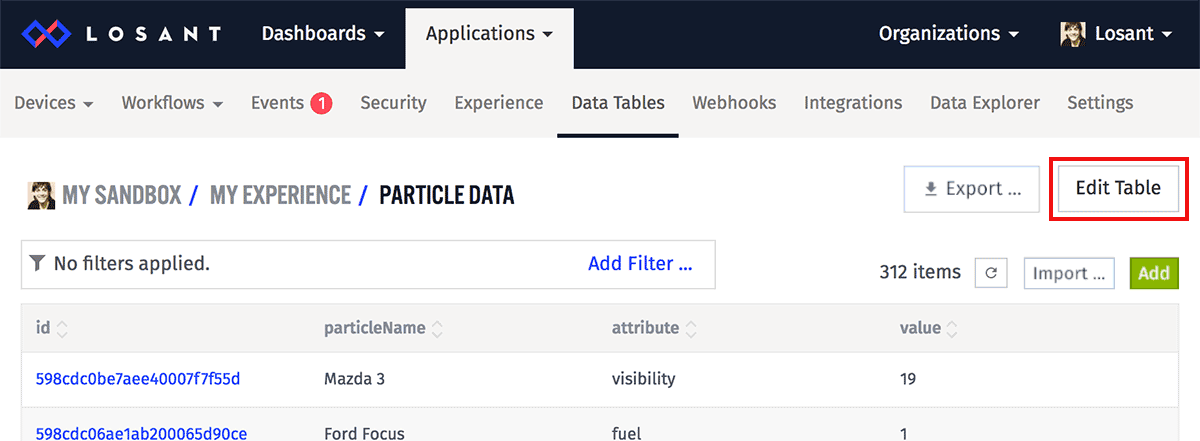 LOSANT Dashboards Applications Organizations Losant
Devices Workflows Events 1 Security Experience Data Tables Webhooks Integrations Data Explorer Settings
MY SANDBOX / MY EXPERIENCE / PARTICLE DATA Export ... Edit Table
No filters applied. Add Filter ... 312 items Import ... Add
id particleName attribute value
598cdc0be7aee40007f7f55d Mazda 3 visibility 19
598cdc06ae1ab200065d90ce Ford Focus fuel 1